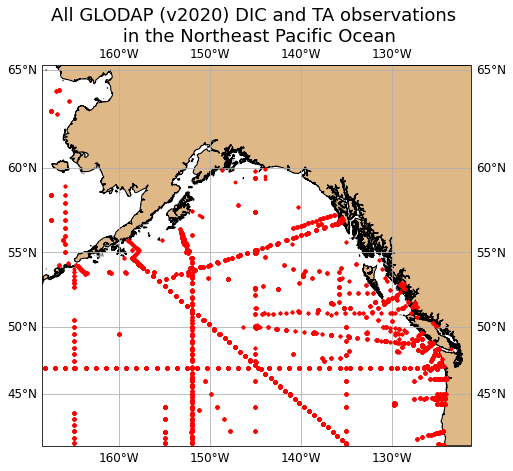 All GLODAP (v2020) DIC and TA observations
in the Northeast Pacific Ocean
160°W 150°W 140°W 130°W
65°N 65°N
60°N 60°N
55°N 55°N
50°N 50°N
45°N 45°N
160°W 150°W 140°W 130°W